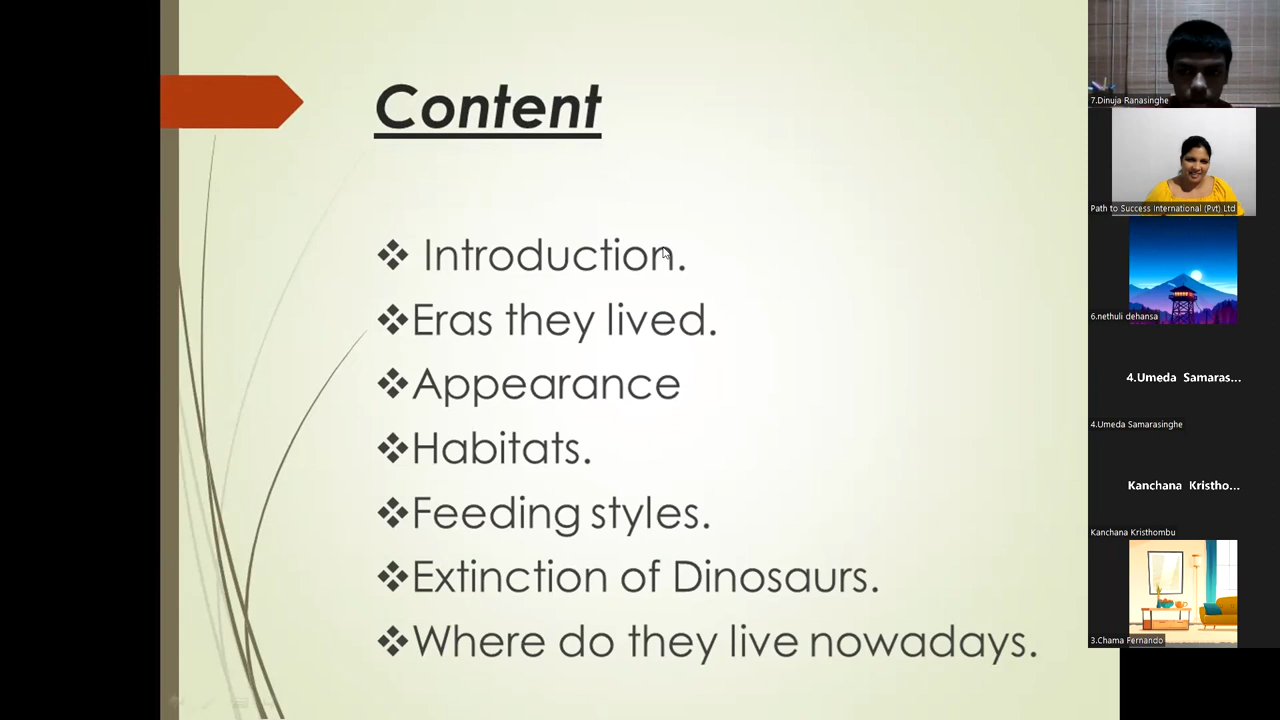 Content
Introduction.
Eras they lived.
Appearance
Habitats.
Feeding styles.
Extinction of Dinosaurs.
Where do they live nowadays.
7.Dinuja Ranasinghe
Path to Success International (Pvt) Ltd
6.nethuli dehansa
4.Umeda Samaras...
4.Umeda Samarasinghe
Kanchana Kristho...
Kanchana Kristhombu
3.Chama Fernando